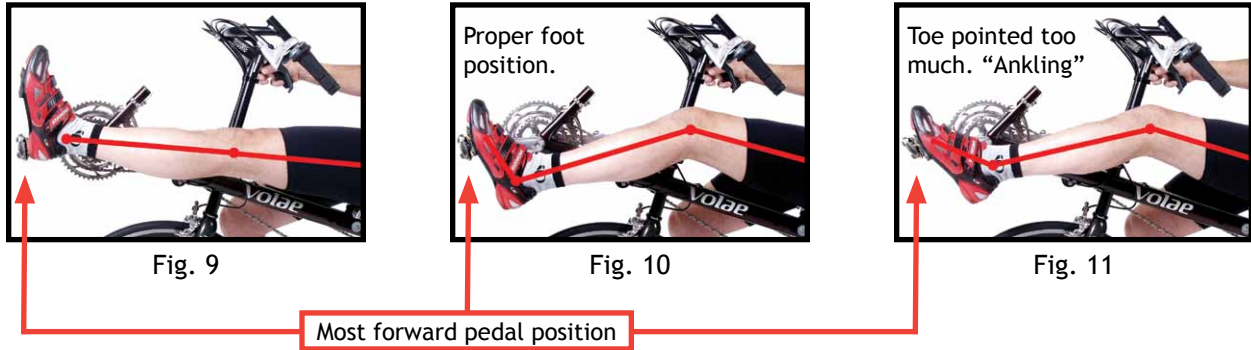 Proper foot
position.
Toe pointed too
much. “Ankling”
Volae
Volae
Volae
Fig. 9
Fig. 10
Fig. 11
Most forward pedal position